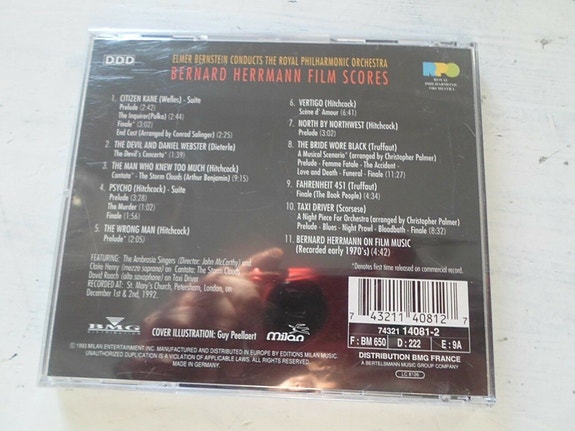 DDD
ELMER BERNSTEIN CONDUCTS THE ROYAL PHILHARMONIC ORCHESTRA
BERNARD HERRMANN FILM SCORES
RPO
ROYAL
PHILHARMONIC
ORCHESTRA
1. CITIZEN KANE (Welles) - Suite
Prelude (2:42)
The Inquirer(Polka) (2:44)
Finale* (3:02)
End Cast (Arranged by Conrad Salinger) (2:25)
2. THE DEVIL AND DANIEL WEBSTER (Dieterle)
The Devil's Concerto* (1:39)
3. THE MAN WHO KNEW TOO MUCH (Hitchcock)
Cantata* - The Storm Clouds (Arthur Benjamin) (9:15)
4. PSYCHO (Hitchcock) - Suite
Prelude (3:28)
The Murder (1:02)
Finale (1:56)
5. THE WRONG MAN (Hitchcock)
Prelude* (2:05)
6. VERTIGO (Hitchcock)
Scène d' Amour (6:41)
7. NORTH BY NORTHWEST (Hitchcock)
Prelude (3:02)
8. THE BRIDE WORE BLACK (Truffaut)
A Musical Scenario* (arranged by Christopher Palmer)
Prelude - Femme Fatale - The Accident -
Love and Death - Funeral - Finale (11:27)
9. FAHRENHEIT 451 (Truffaut)
Finale (The Book People) (4:34)
10. TAXI DRIVER (Scorsese)
A Night Piece For Orchestra (arranged by Christopher Palmer)
Prelude - Blues - Night Prowl - Bloodbath - Finale (8:32)
11. BERNARD HERRMANN ON FILM MUSIC
(Recorded early 1970's) (4:42)
*Denotes first time released on commercial record.
FEATURING: The Ambrosia Singers (Director: John McCarthy) and
Claire Henry (mezzo soprano) on Cantata: The Storm Clouds
David Roach (alto saxophone) on Taxi Driver
RECORDED AT: St. Mary's Church, Petersham, London, on
December 1st & 2nd, 1992.
BMG
COVER ILLUSTRATION: Guy Peellaert
milan
7 43211 40812 7
74321 14081-2
F : BM 650 D : 222 E : 9A
DISTRIBUTION BMG FRANCE
A BERTELSMANN MUSIC GROUP COMPANY
© 1993 MILAN ENTERTAINMENT INC. MANUFACTURED AND DISTRIBUTED IN EUROPE BY EDITIONS MILAN MUSIC.
UNAUTHORIZED DUPLICATION IS A VIOLATION OF APPLICABLE LAWS. ALL RIGHTS RESERVED.
MADE IN GERMANY.